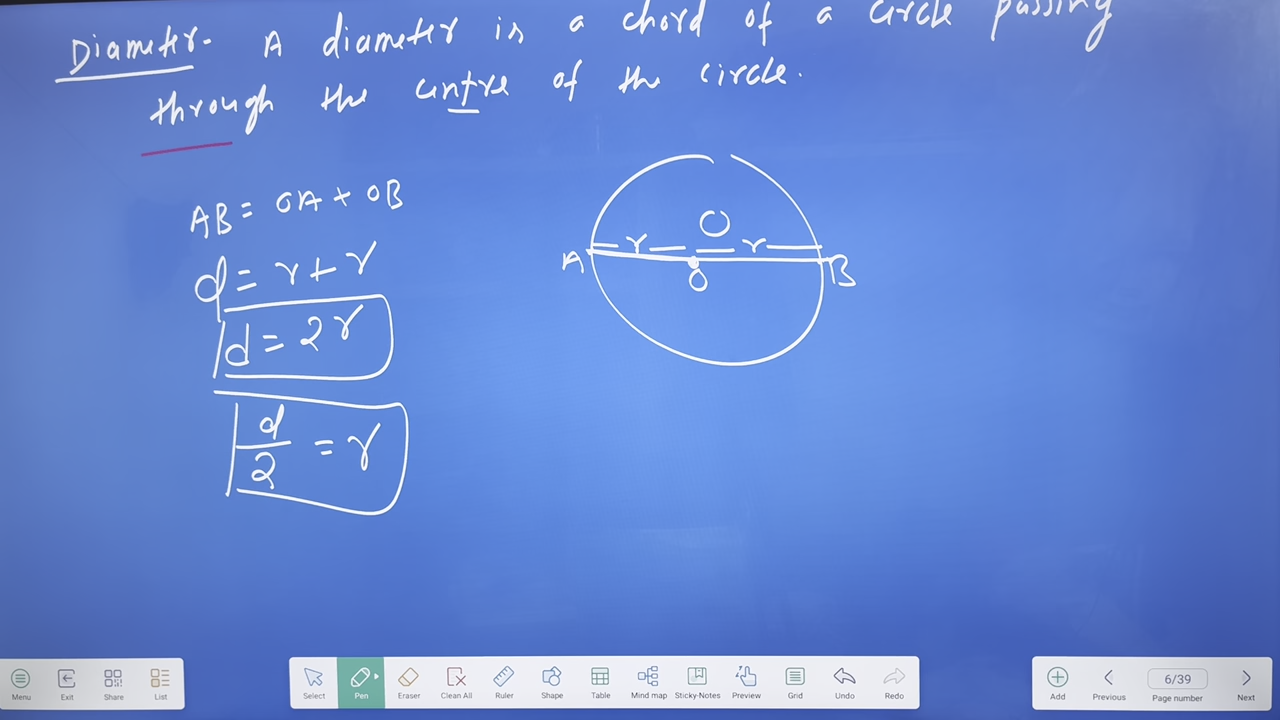 Diameter- A diameter is a chord of a circle passing
through the centre of the circle.
AB = OA + OB
d = r + r
d = 2r
d/2 = r
O
r r
A B
O
Menu Exit Share List Select Pen Eraser Clean All Ruler Shape Table Mind map Sticky-Notes Preview Grid Undo Redo Add Previous 6/39 Page number Next